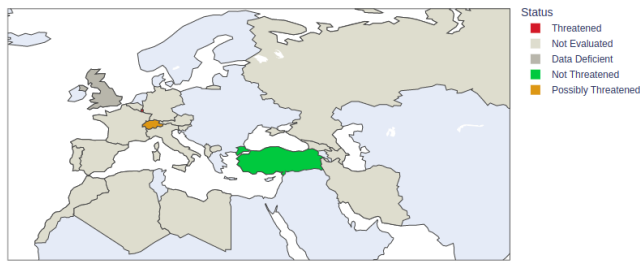 Status
Threatened
Not Evaluated
Data Deficient
Not Threatened
Possibly Threatened